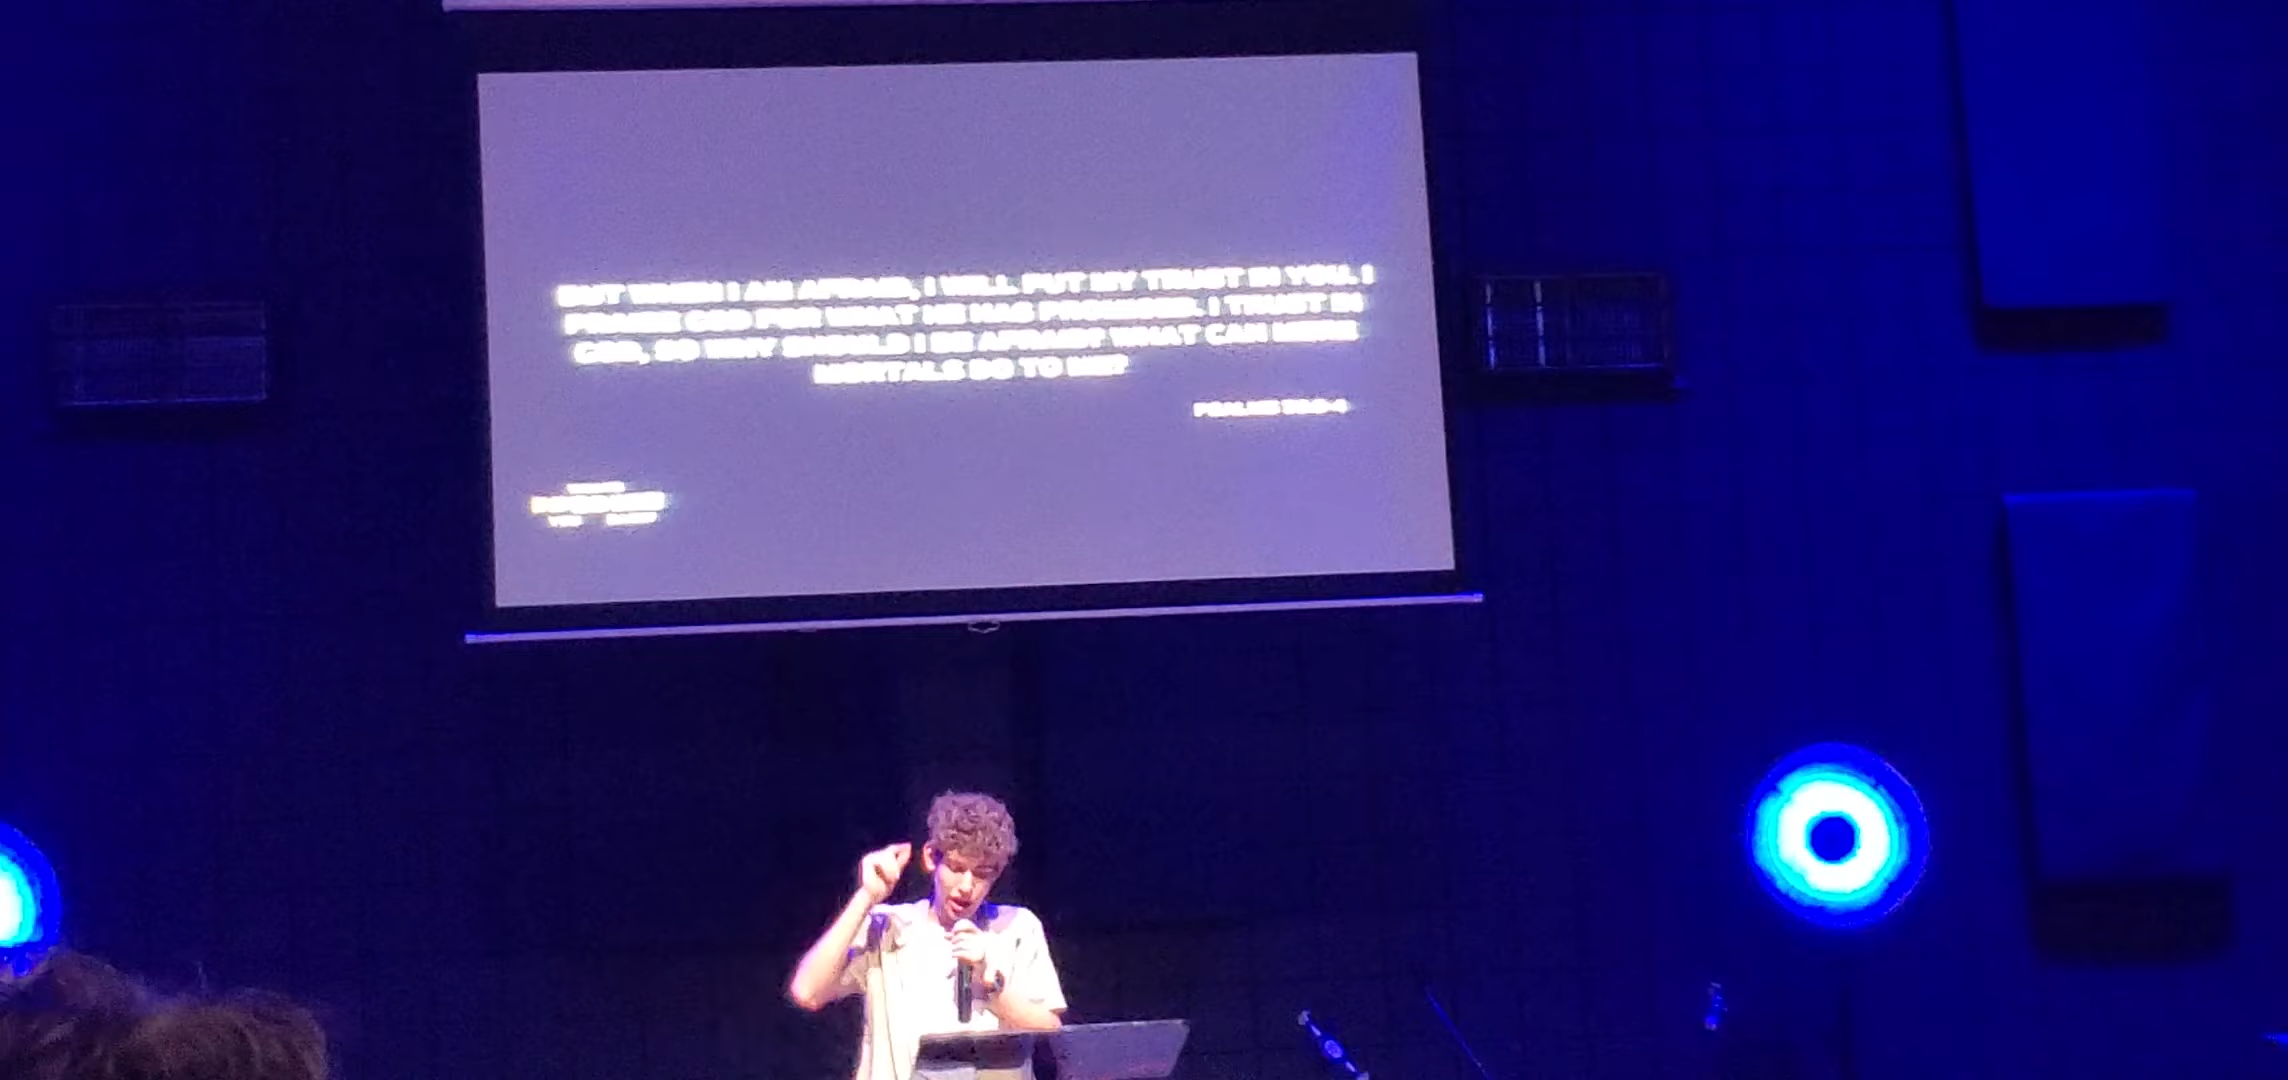 BUT WHEN I AM AFRAID, I WILL PUT MY TRUST IN YOU. I
PRAISE GOD FOR WHAT HE HAS PROMISED. I TRUST IN
GOD, SO WHY SHOULD I BE AFRAID? WHAT CAN MERE
MORTALS DO TO ME?
PSALMS